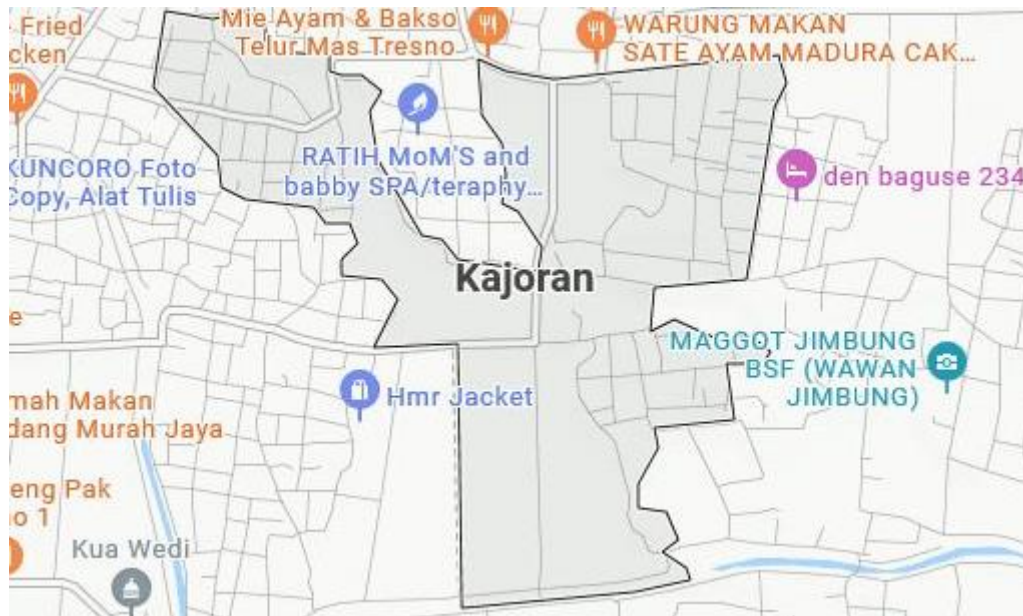 Fried
cken
Mie Ayam & Bakso
Telur Mas Tresno
WARUNG MAKAN
SATE AYAM MADURA CAK...
KUNCORO Foto
Copy, Alat Tulis
RATIH MoM'S and
babby SPA/teraphy...
den baguse 234
Kajoran
e
MAGGOT JIMBUNG
BSF (WAWAN
JIMBUNG)
Hmr Jacket
mah Makan
dang Murah Jaya
eng Pak
o 1
Kua Wedi